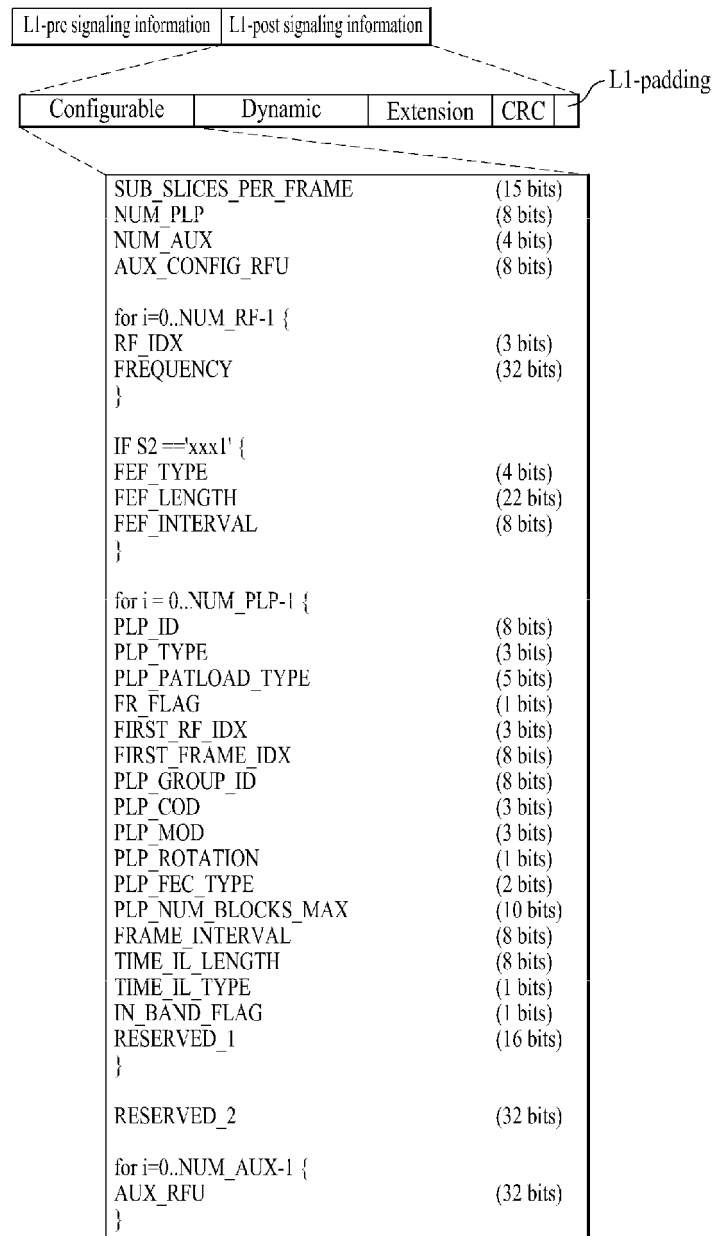 L1-pre signaling information L1-post signaling information
L1-padding
Configurable Dynamic Extension CRC
SUB_SLICES_PER_FRAME (15 bits)
NUM_PLP (8 bits)
NUM_AUX (4 bits)
AUX_CONFIG_RFU (8 bits)
for i=0..NUM_RF-1 {
RF_IDX (3 bits)
FREQUENCY (32 bits)
}
IF S2 =='xxx1' {
FEF_TYPE (4 bits)
FEF_LENGTH (22 bits)
FEF_INTERVAL (8 bits)
}
for i = 0..NUM_PLP-1 {
PLP_ID (8 bits)
PLP_TYPE (3 bits)
PLP_PATLOAD_TYPE (5 bits)
FR_FLAG (1 bits)
FIRST_RF_IDX (3 bits)
FIRST_FRAME_IDX (8 bits)
PLP_GROUP_ID (8 bits)
PLP_COD (3 bits)
PLP_MOD (3 bits)
PLP_ROTATION (1 bits)
PLP_FEC_TYPE (2 bits)
PLP_NUM_BLOCKS_MAX (10 bits)
FRAME_INTERVAL (8 bits)
TIME_IL_LENGTH (8 bits)
TIME_IL_TYPE (1 bits)
IN_BAND_FLAG (1 bits)
RESERVED_1 (16 bits)
}
RESERVED_2 (32 bits)
for i=0..NUM_AUX-1 {
AUX_RFU (32 bits)
}